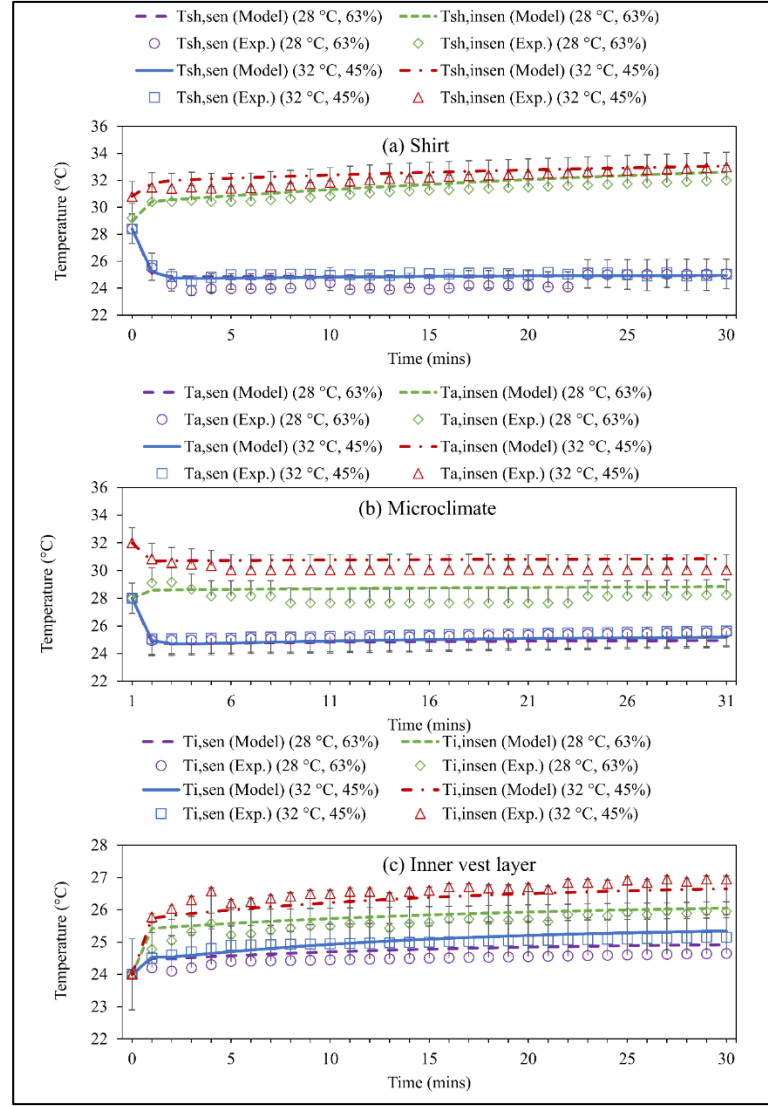 Tsh,sen (Model) (28 °C, 63%) Tsh,insen (Model) (28 °C, 63%)
Tsh,sen (Exp.) (28 °C, 63%) Tsh,insen (Exp.) (28 °C, 63%)
Tsh,sen (Model) (32 °C, 45%) Tsh,insen (Model) (32 °C, 45%)
Tsh,sen (Exp.) (32 °C, 45%) Tsh,insen (Exp.) (32 °C, 45%)
(a) Shirt
Temperature (°C)
36
34
32
30
28
26
24
22
0 5 10 15 20 25 30
Time (mins)
Ta,sen (Model) (28 °C, 63%) Ta,insen (Model) (28 °C, 63%)
Ta,sen (Exp.) (28 °C, 63%) Ta,insen (Exp.) (28 °C, 63%)
Ta,sen (Model) (32 °C, 45%) Ta,insen (Model) (32 °C, 45%)
Ta,sen (Exp.) (32 °C, 45%) Ta,insen (Exp.) (32 °C, 45%)
(b) Microclimate
Temperature (°C)
36
34
32
30
28
26
24
22
1 6 11 16 21 26 31
Time (mins)
Ti,sen (Model) (28 °C, 63%) Ti,insen (Model) (28 °C, 63%)
Ti,sen (Exp.) (28 °C, 63%) Ti,insen (Exp.) (28 °C, 63%)
Ti,sen (Model) (32 °C, 45%) Ti,insen (Model) (32 °C, 45%)
Ti,sen (Exp.) (32 °C, 45%) Ti,insen (Exp.) (32 °C, 45%)
(c) Inner vest layer
Temperature (°C)
28
27
26
25
24
23
22
0 5 10 15 20 25 30
Time (mins)